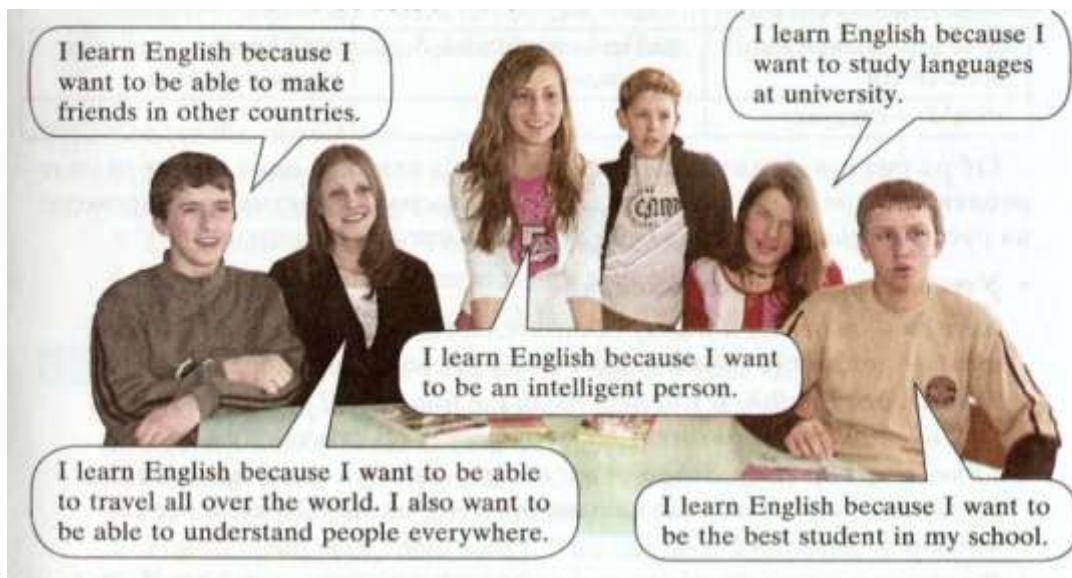 I learn English because I
want to be able to make
friends in other countries.
I learn English because I
want to study languages
at university.
I learn English because I want
to be an intelligent person.
I learn English because I want to be able
to travel all over the world. I also want to
be able to understand people everywhere.
I learn English because I want to
be the best student in my school.